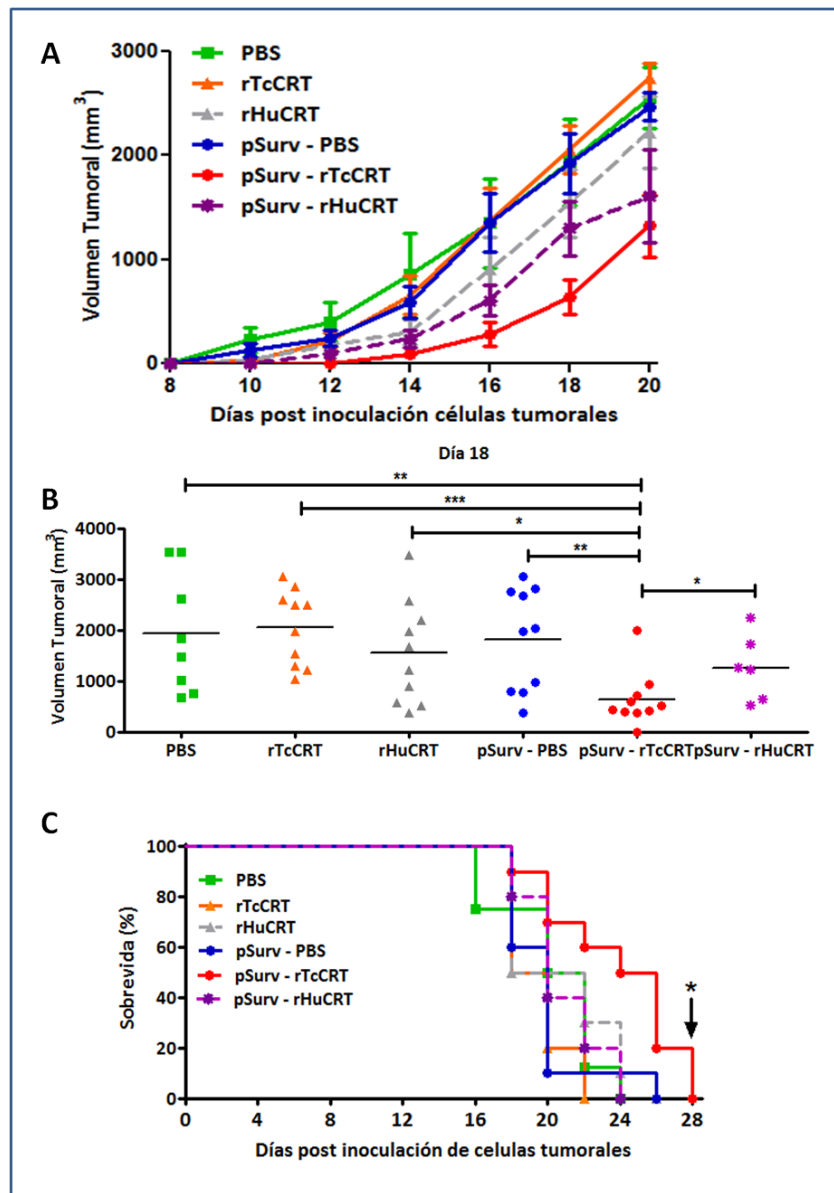 A
Volumen Tumoral (mm³)
3000
2000
1000
0
PBS
rTcCRT
rHuCRT
pSurv - PBS
pSurv - rTcCRT
pSurv - rHuCRT
8 10 12 14 16 18 20
Días post inoculación células tumorales
Día 18
B
**
***
*
**
*
Volumen Tumoral (mm³)
4000
3000
2000
1000
0
PBS rTcCRT rHuCRT pSurv - PBS pSurv - rTcCRT pSurv - rHuCRT
C
Sobrevida (%)
100
80
60
40
20
0
PBS
rTcCRT
rHuCRT
pSurv - PBS
pSurv - rTcCRT
pSurv - rHuCRT
*
0 4 8 12 16 20 24 28
Días post inoculación de celulas tumorales